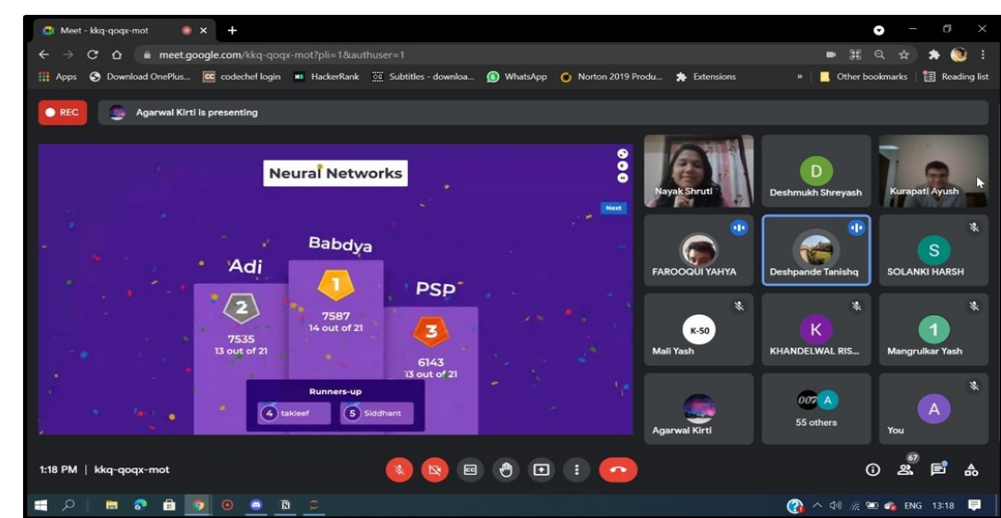 Meet - kkq-qoqx-mot
meet.google.com/kkq-qoqx-mot?pli=1&authuser=1
Apps Download OnePlus... CC codechef login HackerRank Subtitles - downloa... WhatsApp Norton 2019 Produ... Extensions » Other bookmarks Reading list
REC Agarwal Kirti is presenting
Neural Networks
Next
Babdya
1
7587
14 out of 21
Adi
2
7535
13 out of 21
PSP
3
6143
13 out of 21
Runners-up
4 takleef 5 Siddhant
Nayak Shruti
D
Deshmukh Shreyash
Kurapati Ayush
FAROOQUI YAHYA
Deshpande Tanishq
S
SOLANKI HARSH
K-50
Mali Yash
K
KHANDELWAL RIS...
1
Mangrulkar Yash
Agarwal Kirti
007 A
55 others
A
You
1:18 PM | kkq-qoqx-mot
67
ENG 13:18